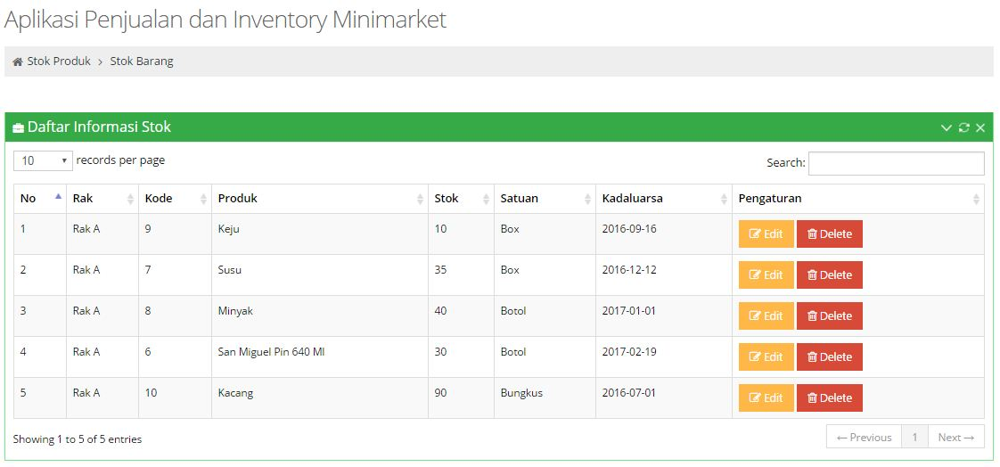 Aplikasi Penjualan dan Inventory Minimarket
Stok Produk > Stok Barang
Daftar Informasi Stok
10 records per page
Search:
No Rak Kode Produk Stok Satuan Kadaluarsa Pengaturan
1 Rak A 9 Keju 10 Box 2016-09-16 Edit Delete
2 Rak A 7 Susu 35 Box 2016-12-12 Edit Delete
3 Rak A 8 Minyak 40 Botol 2017-01-01 Edit Delete
4 Rak A 6 San Miguel Pin 640 Ml 30 Botol 2017-02-19 Edit Delete
5 Rak A 10 Kacang 90 Bungkus 2016-07-01 Edit Delete
Showing 1 to 5 of 5 entries
← Previous 1 Next →